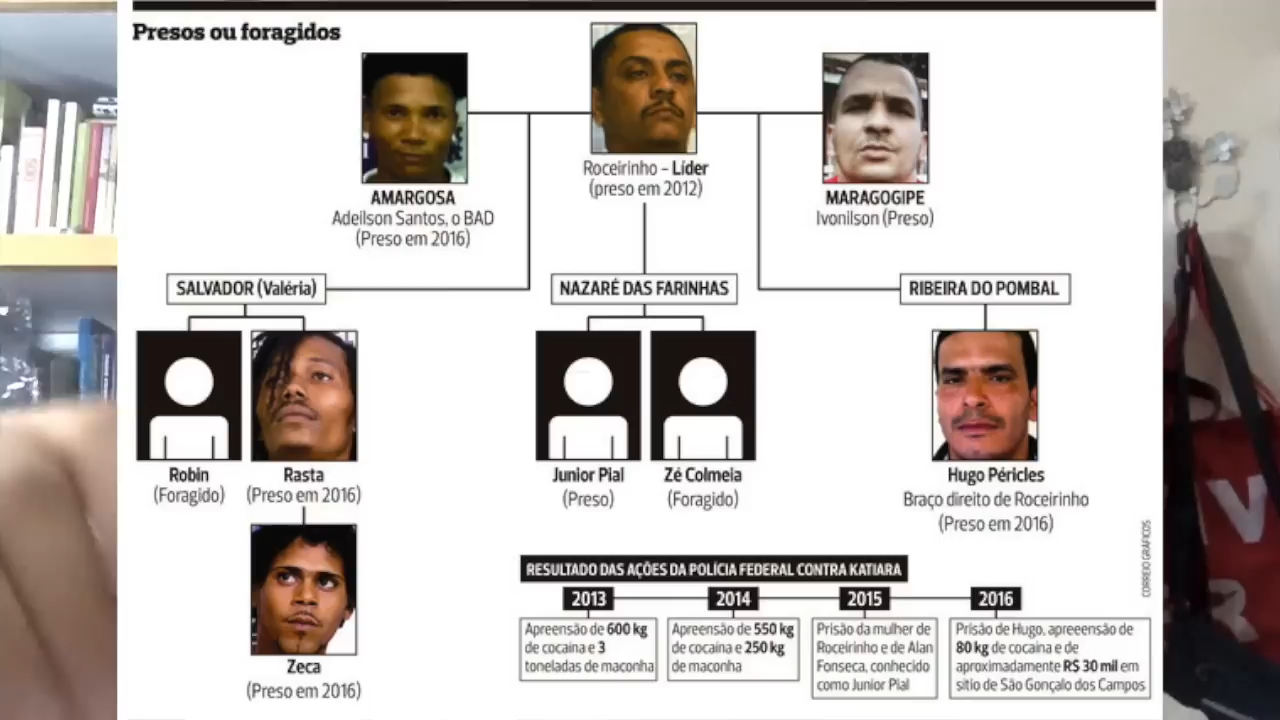 Presos ou foragidos
AMARGOSA
Adeilson Santos, o BAD
(Preso em 2016)
Roceirinho – Líder
(preso em 2012)
MARAGOGIPE
Ivonilson (Preso)
SALVADOR (Valéria)
NAZARÉ DAS FARINHAS
RIBEIRA DO POMBAL
Robin
(Foragido)
Rasta
(Preso em 2016)
Zeca
(Preso em 2016)
Junior Pial
(Preso)
Zé Colmeia
(Foragido)
Hugo Péricles
Braço direito de Roceirinho
(Preso em 2016)
RESULTADO DAS AÇÕES DA POLÍCIA FEDERAL CONTRA KATIARA
2013
Apreensão de 600 kg
de cocaína e 3
toneladas de maconha
2014
Apreensão de 550 kg
de cocaína e 250 kg
de maconha
2015
Prisão da mulher de
Roceirinho e de Alan
Fonseca, conhecido
como Junior Pial
2016
Prisão de Hugo, apreeensão de
80 kg de cocaína e de
aproximadamente R$ 30 mil em
sítio de São Gonçalo dos Campos
CORREIO GRÁFICOS